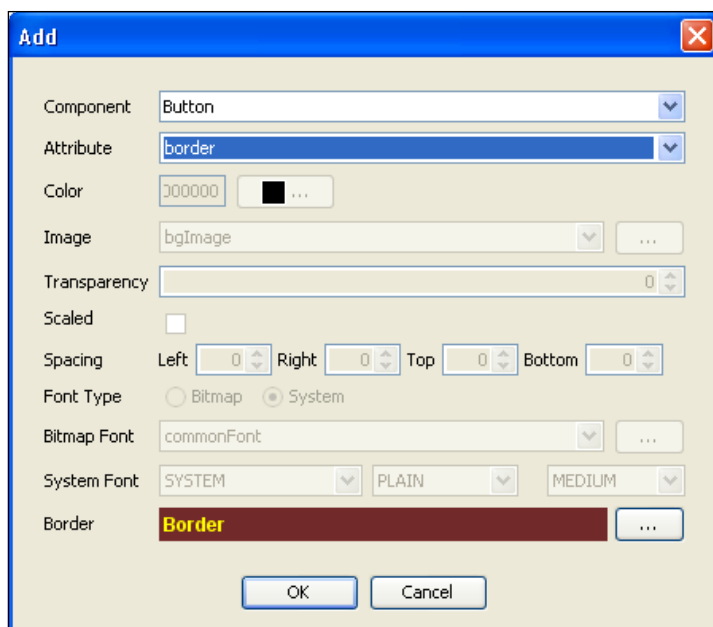 Add
Component Button
Attribute border
Color 000000 ...
Image bgImage ...
Transparency 0
Scaled
Spacing Left 0 Right 0 Top 0 Bottom 0
Font Type Bitmap System
Bitmap Font commonFont ...
System Font SYSTEM PLAIN MEDIUM
Border Border ...
OK Cancel